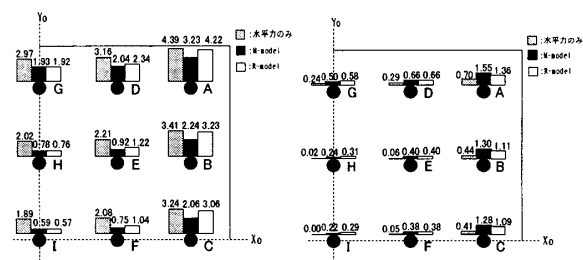 Yo
:水平力のみ
:M-model
:R-model
2.97 1.93 1.92
3.16 2.04 2.34
4.39 3.23 4.22
G D A
2.02 0.78 0.76
2.21 0.92 1.22
3.41 2.24 3.23
H E B
1.89 0.59 0.57
2.08 0.75 1.04
3.24 2.06 3.06
I F C
Xo
Yo
:水平力のみ
:M-model
:R-model
0.24 0.50 0.58
0.29 0.66 0.66
0.70 1.55 1.36
G D A
0.02 0.24 0.31
0.06 0.40 0.40
0.44 1.30 1.11
H E B
0.00 0.22 0.29
0.05 0.38 0.38
0.41 1.28 1.09
I F C
Xo